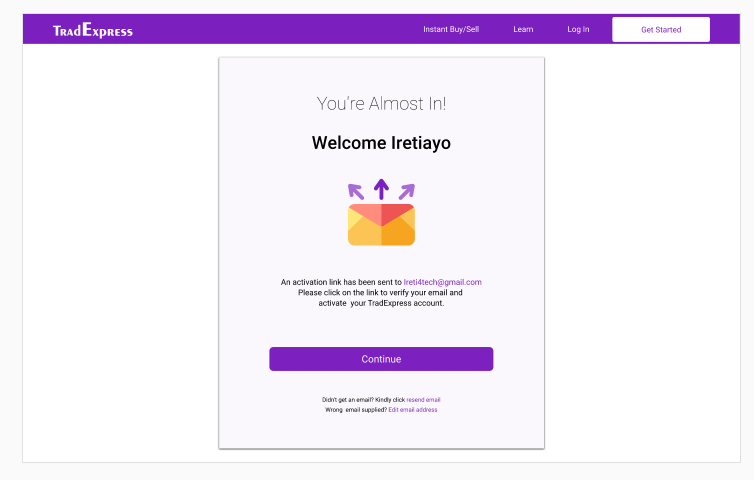 TradExpress
Instant Buy/Sell
Learn
Log In
Get Started
You're Almost In!
Welcome Iretiayo
An activation link has been sent to Ireti4tech@gmail.com
Please click on the link to verify your email and
activate your TradExpress account.
Continue
Didn't get an email? Kindly click resend email
Wrong email supplied? Edit email address